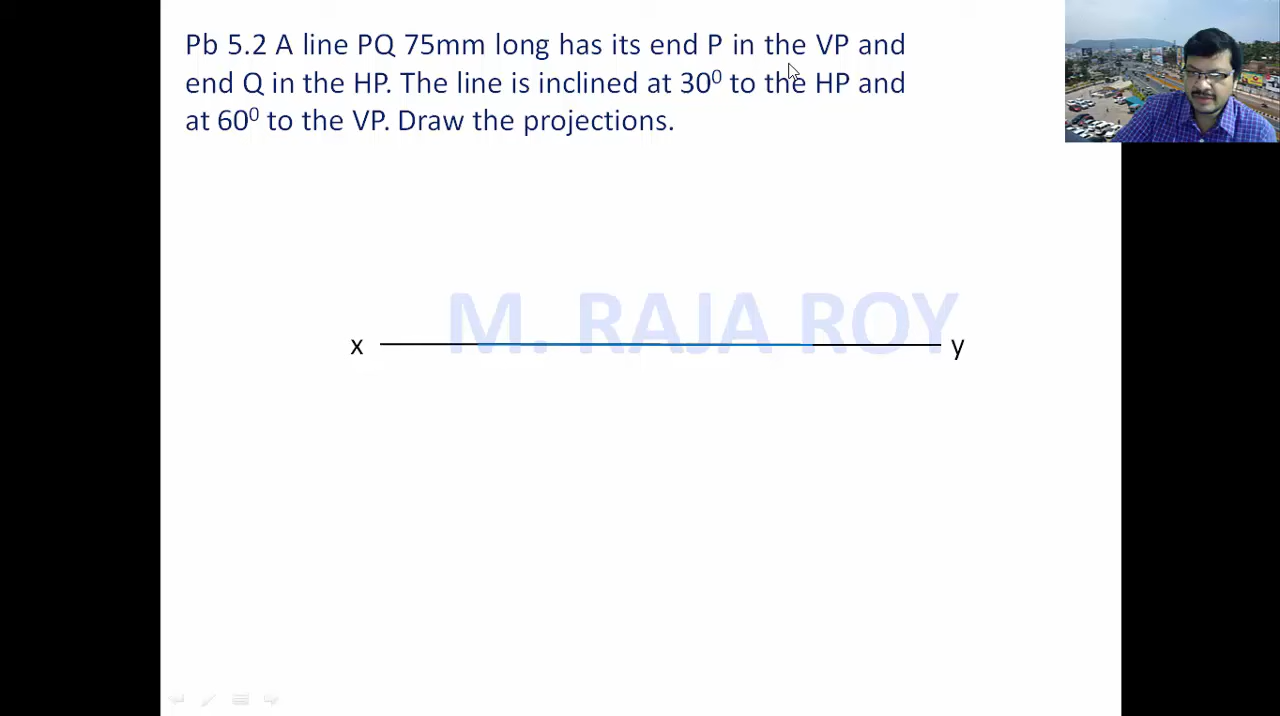 Pb 5.2 A line PQ 75mm long has its end P in the VP and
end Q in the HP. The line is inclined at 30⁰ to the HP and
at 60⁰ to the VP. Draw the projections.
M. RAJA ROY
x y